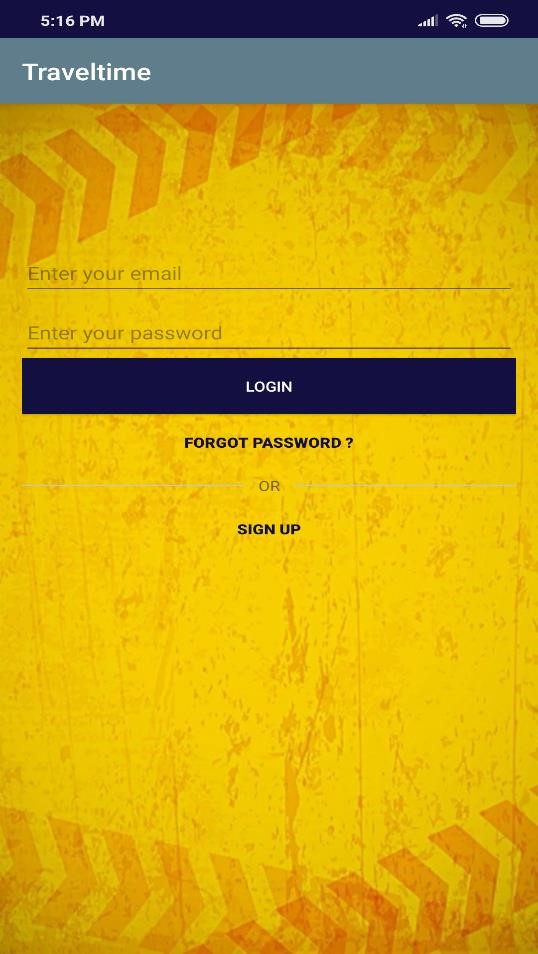 5:16 PM
Traveltime
Enter your email
Enter your password
LOGIN
FORGOT PASSWORD ?
OR
SIGN UP